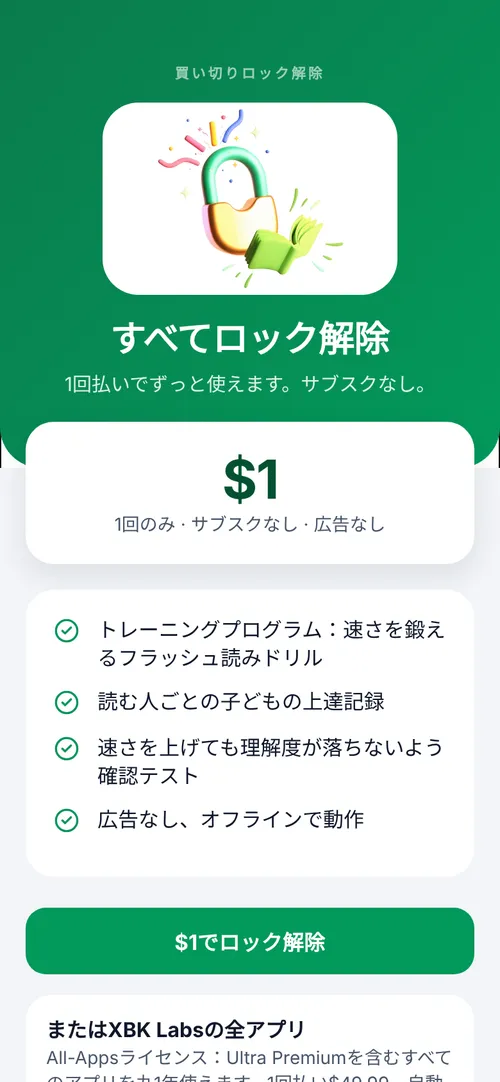 買い切りロック解除
すべてロック解除
1回払いでずっと使えます。サブスクなし。
$1
1回のみ · サブスクなし · 広告なし
トレーニングプログラム：速さを鍛え
るフラッシュ読みドリル
読む人ごとの子どもの上達記録
速さを上げても理解度が落ちないよう
確認テスト
広告なし、オフラインで動作
$1でロック解除
またはXBK Labsの全アプリ
All-Appsライセンス：Ultra Premiumを含むすべて